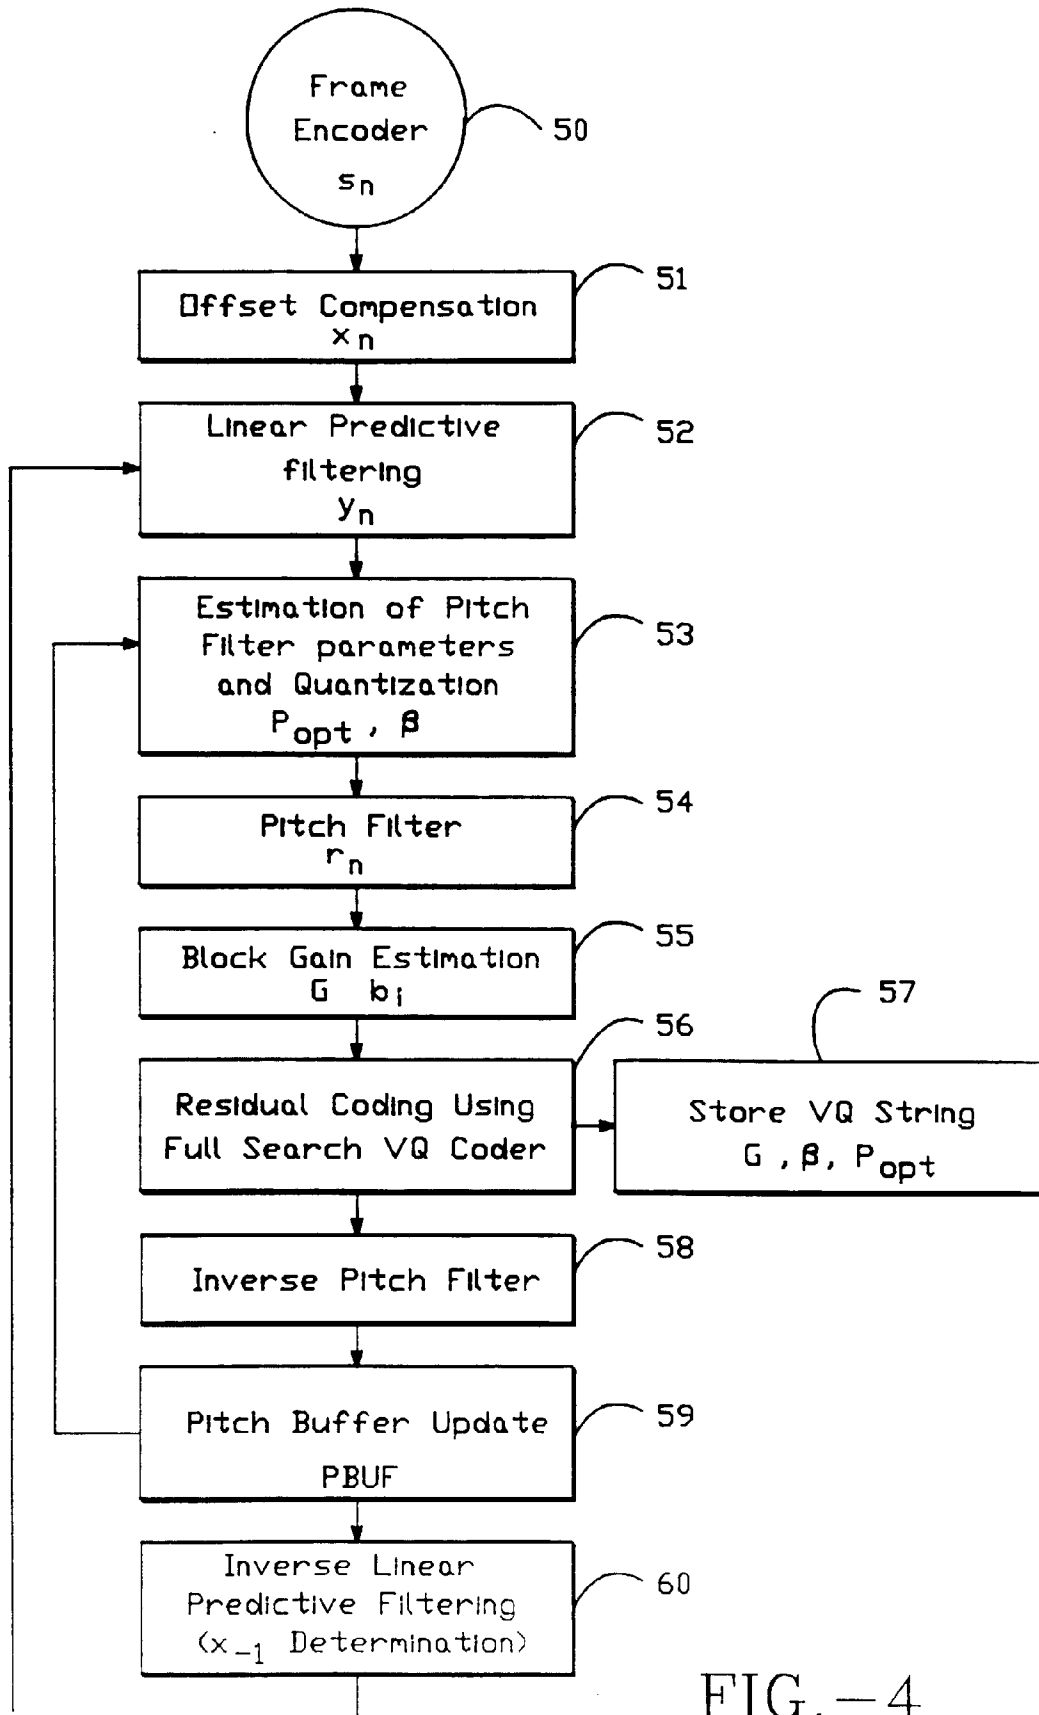 Frame
Encoder
sₙ
50
Offset Compensation
xₙ
51
Linear Predictive
filtering
yₙ
52
Estimation of Pitch
Filter parameters
and Quantization
Pₒₚₜ , β
53
Pitch Filter
rₙ
54
Block Gain Estimation
G bᵢ
55
Residual Coding Using
Full Search VQ Coder
56
Store VQ String
G , β, Pₒₚₜ
57
Inverse Pitch Filter
58
Pitch Buffer Update
PBUF
59
Inverse Linear
Predictive Filtering
(x₋₁ Determination)
60
FIG.–4